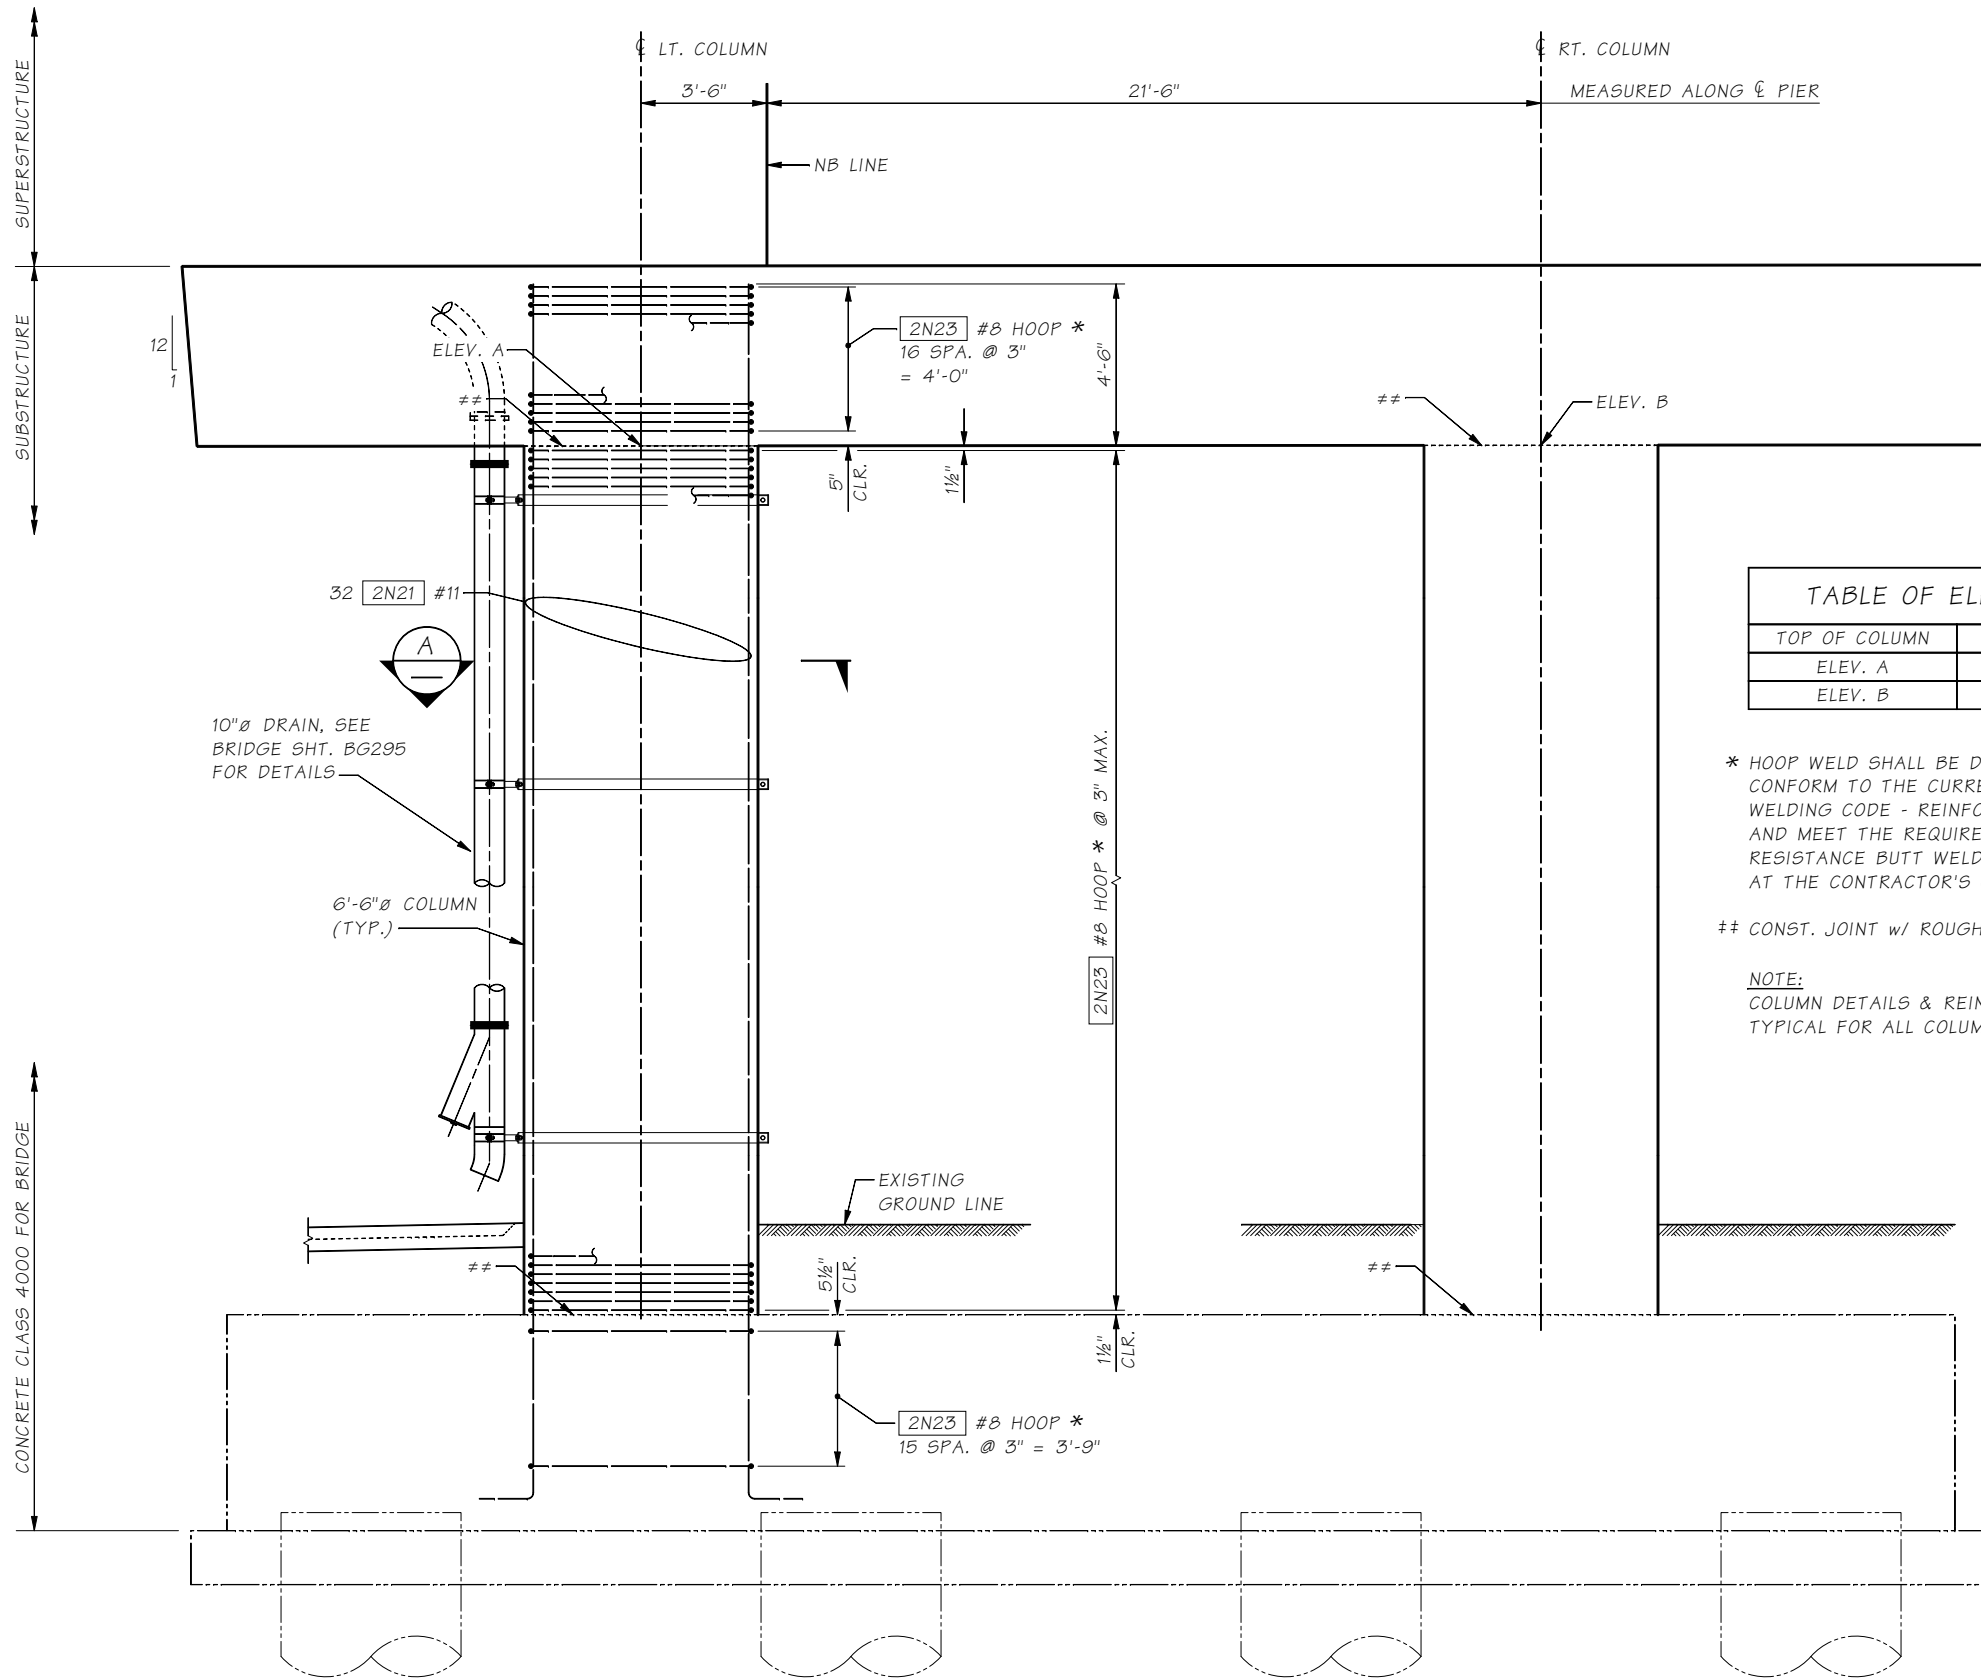 ℄ LT. COLUMN
℄ RT. COLUMN
3'-6"
21'-6"
MEASURED ALONG ℄ PIER
NB LINE
SUPERSTRUCTURE
SUBSTRUCTURE
12
1
ELEV. A
≠≠
2N23 #8 HOOP *
16 SPA. @ 3"
= 4'-0"
4'-6"
≠≠
ELEV. B
5"
CLR.
1½"
32 2N21 #11
A
10"ø DRAIN, SEE
BRIDGE SHT. BG295
FOR DETAILS
6'-6"ø COLUMN
(TYP.)
2N23 #8 HOOP * @ 3" MAX.
TABLE OF EL
TOP OF COLUMN
ELEV. A
ELEV. B
* HOOP WELD SHALL BE D
CONFORM TO THE CURRE
WELDING CODE - REINFO
AND MEET THE REQUIRE
RESISTANCE BUTT WELD
AT THE CONTRACTOR'S
‡‡ CONST. JOINT w/ ROUGH
NOTE:
COLUMN DETAILS & REIN
TYPICAL FOR ALL COLUM
CONCRETE CLASS 4000 FOR BRIDGE
EXISTING
GROUND LINE
≠≠
5½"
CLR.
≠≠
1½"
CLR.
2N23 #8 HOOP *
15 SPA. @ 3" = 3'-9"